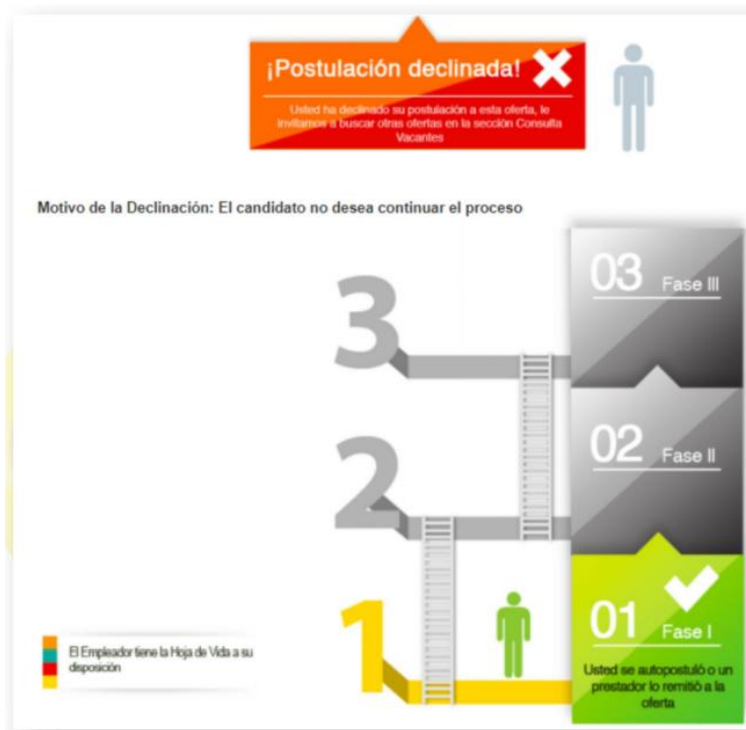 ¡Postulación declinada!
Usted ha declinado su postulación a esta oferta, le
invitamos a buscar otras ofertas en la sección Consulta
Vacantes
Motivo de la Declinación: El candidato no desea continuar el proceso
03 Fase III
3
02 Fase II
2
01 Fase I
1
Usted se autopostuló o un
prestador lo remitió a la
oferta
El Empleador tiene la Hoja de Vida a su
disposición